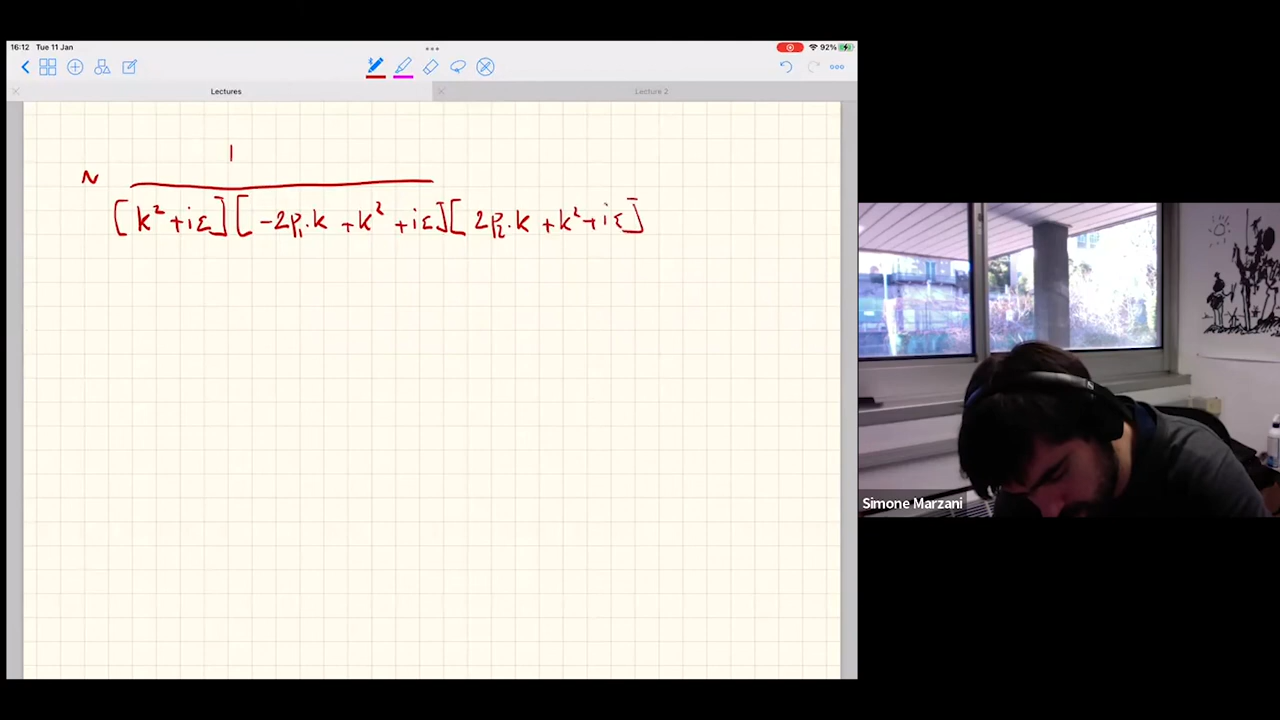 16:12 Tue 11 Jan
92%
Lectures
Lecture 2
1
~ [k² + iε] [-2p₁·k + k² + iε] [2p₂·k + k² + iε]
Simone Marzani